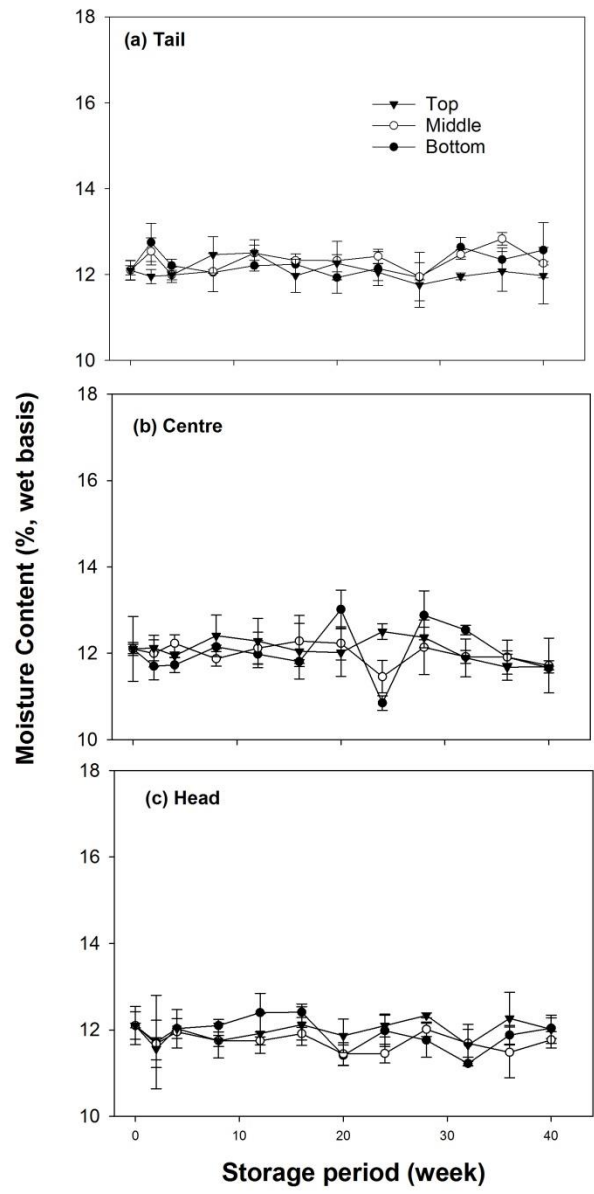 18
(a) Tail
16
Top
Middle
Bottom
14
12
10
18
(b) Centre
16
14
12
10
18
(c) Head
16
14
12
10
0 10 20 30 40
Moisture Content (%, wet basis)
Storage period (week)